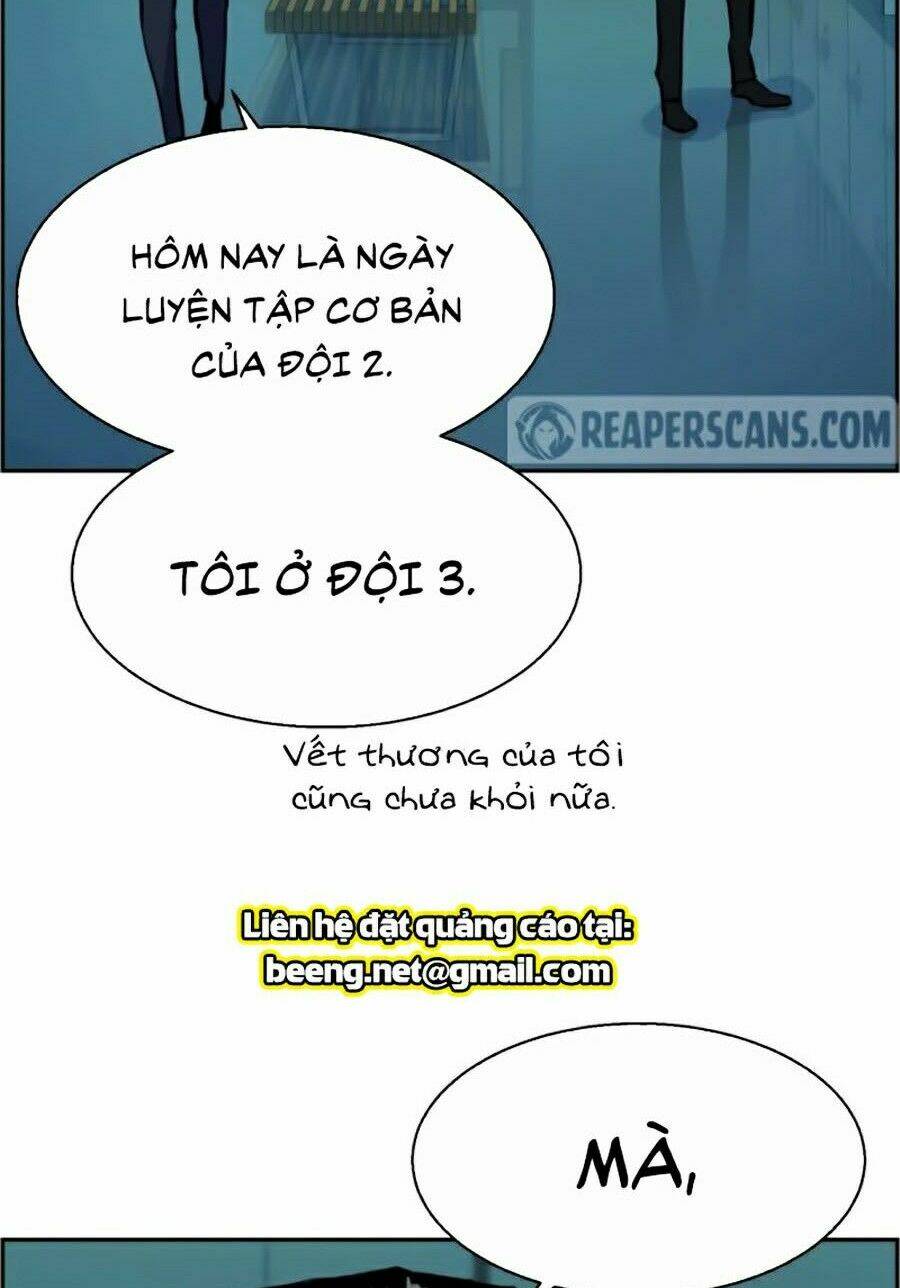 HÔM NAY LÀ NGÀY
LUYỆN TẬP CƠ BẢN
CỦA ĐỘI 2.
REAPERSCANS.COM
TÔI Ở ĐỘI 3.
Vết thương của tôi
cũng chưa khỏi nữa.
Liên hệ đặt quảng cáo tại:
beeng.net@gmail.com
MÀ,